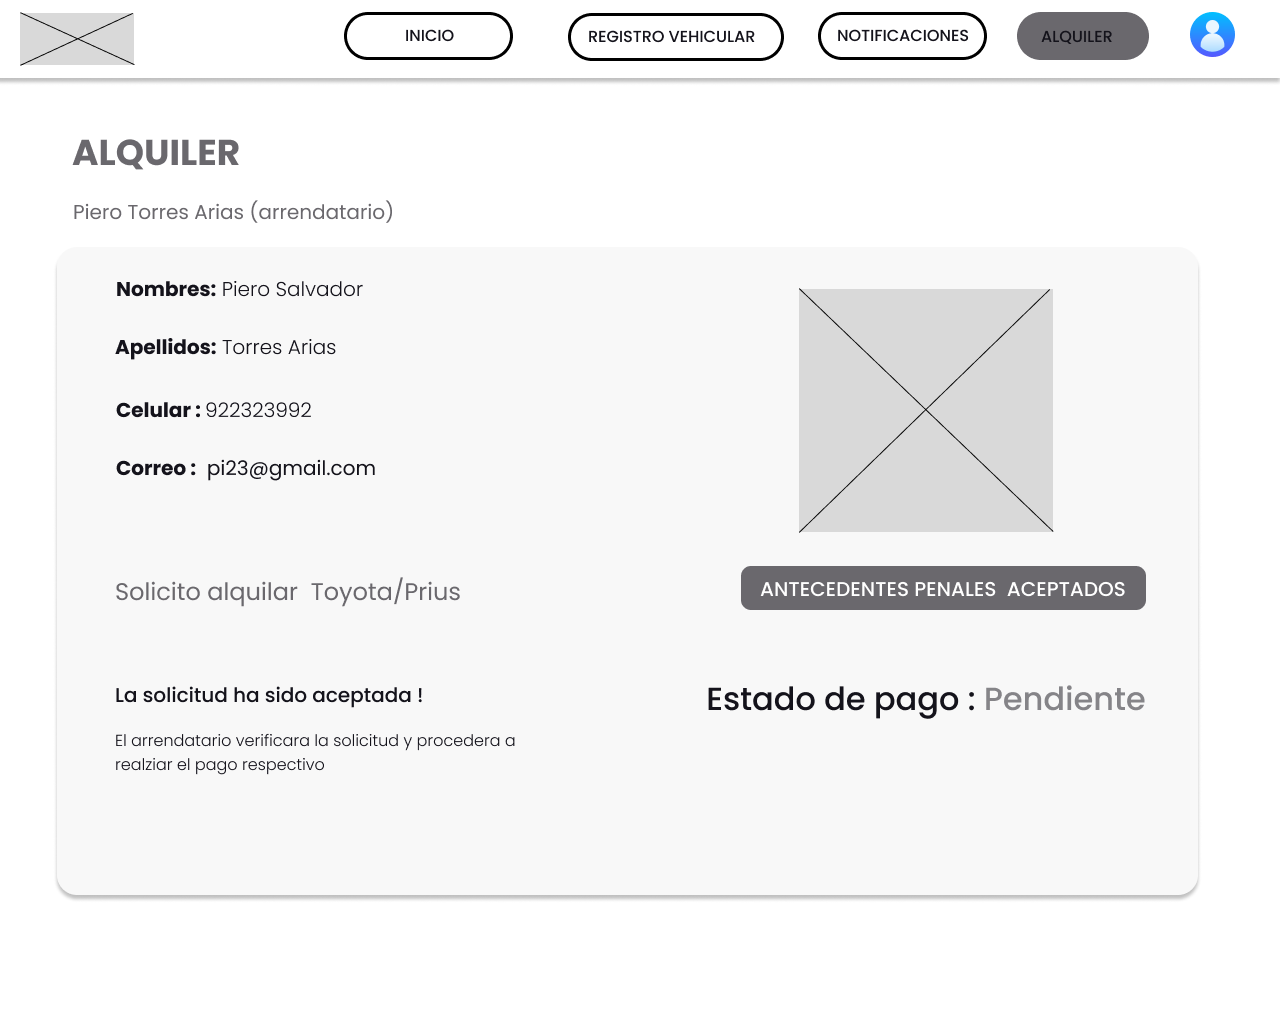 INICIO
REGISTRO VEHICULAR
NOTIFICACIONES
ALQUILER
ALQUILER
Piero Torres Arias (arrendatario)
Nombres: Piero Salvador
Apellidos: Torres Arias
Celular : 922323992
Correo : pi23@gmail.com
Solicito alquilar Toyota/Prius
ANTECEDENTES PENALES ACEPTADOS
La solicitud ha sido aceptada !
Estado de pago : Pendiente
El arrendatario verificara la solicitud y procedera a
realziar el pago respectivo